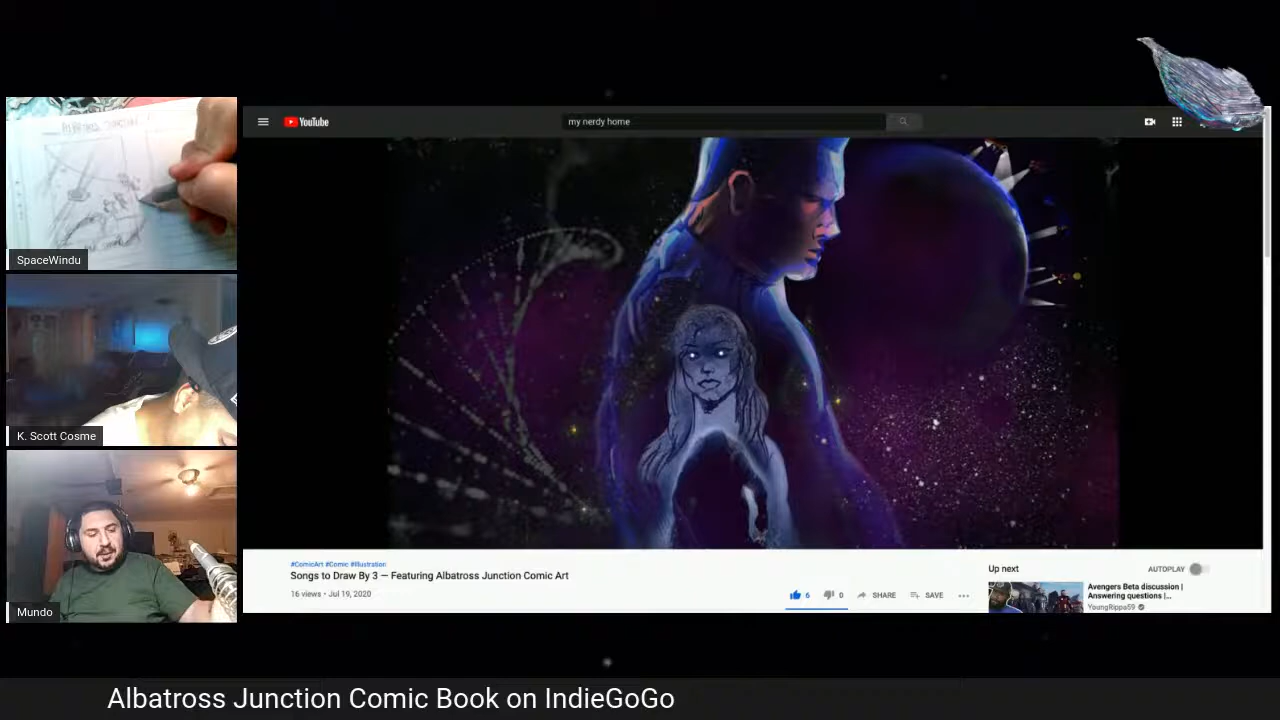 SpaceWindu
K. Scott Cosme
Mundo
YouTube
my nerdy home
#ComicArt #Comic #Illustration
Songs to Draw By 3 — Featuring Albatross Junction Comic Art
16 views • Jul 19, 2020
6
0
SHARE
SAVE
Up next
AUTOPLAY
Avengers Beta discussion |
Answering questions |...
YoungRippa59
Albatross Junction Comic Book on IndieGoGo